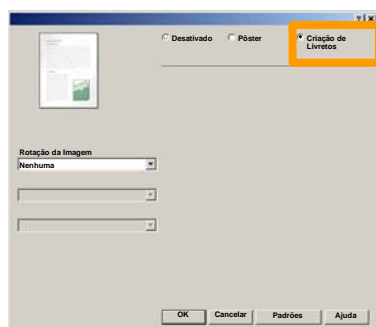 Desativado Pôster Criação de
Livretos
Rotação da Imagem
Nenhuma
OK Cancelar Padrões Ajuda